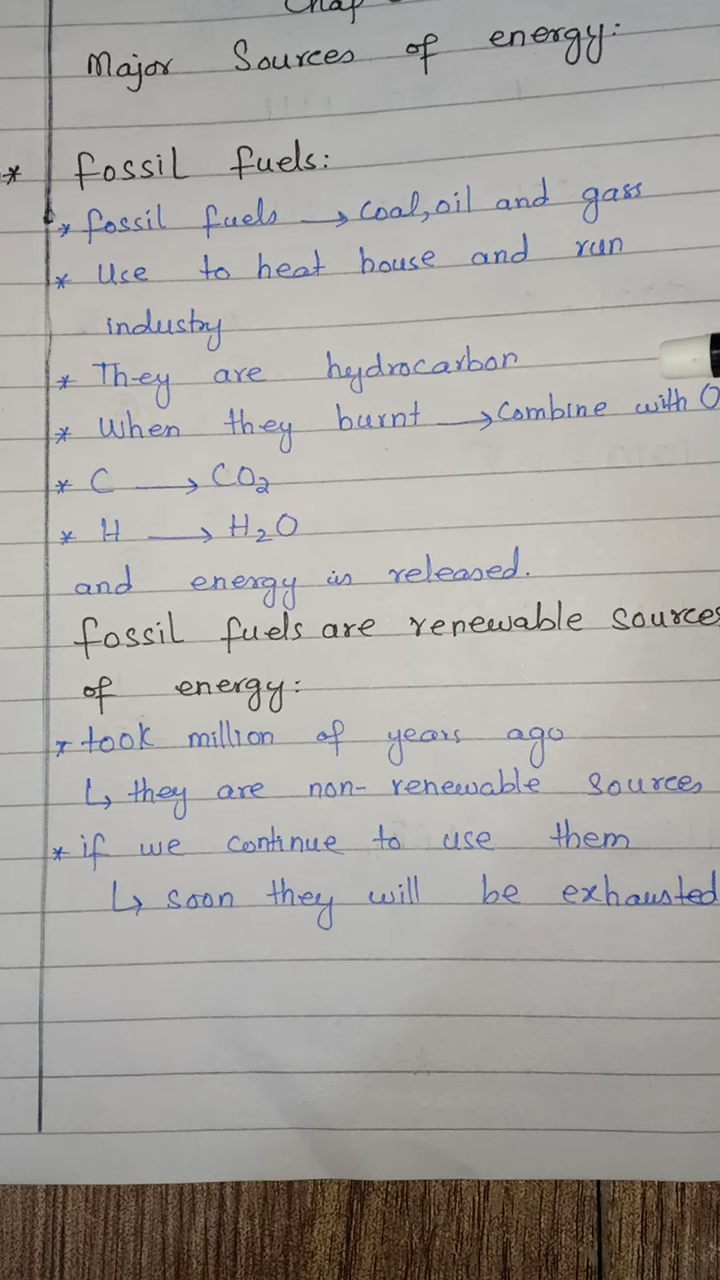 Chap
Major Sources of energy:
* fossil fuels:
* fossil fuels → Coal, oil and gass
* Use to heat house and run
industry
* They are hydrocarbon
* When they burnt → Combine with O
* C → CO₂
* H → H₂O
and energy is released.
fossil fuels are renewable sources
of energy:
* took million of years ago
↳ they are non-renewable sources
* if we continue to use them
↳ soon they will be exhausted